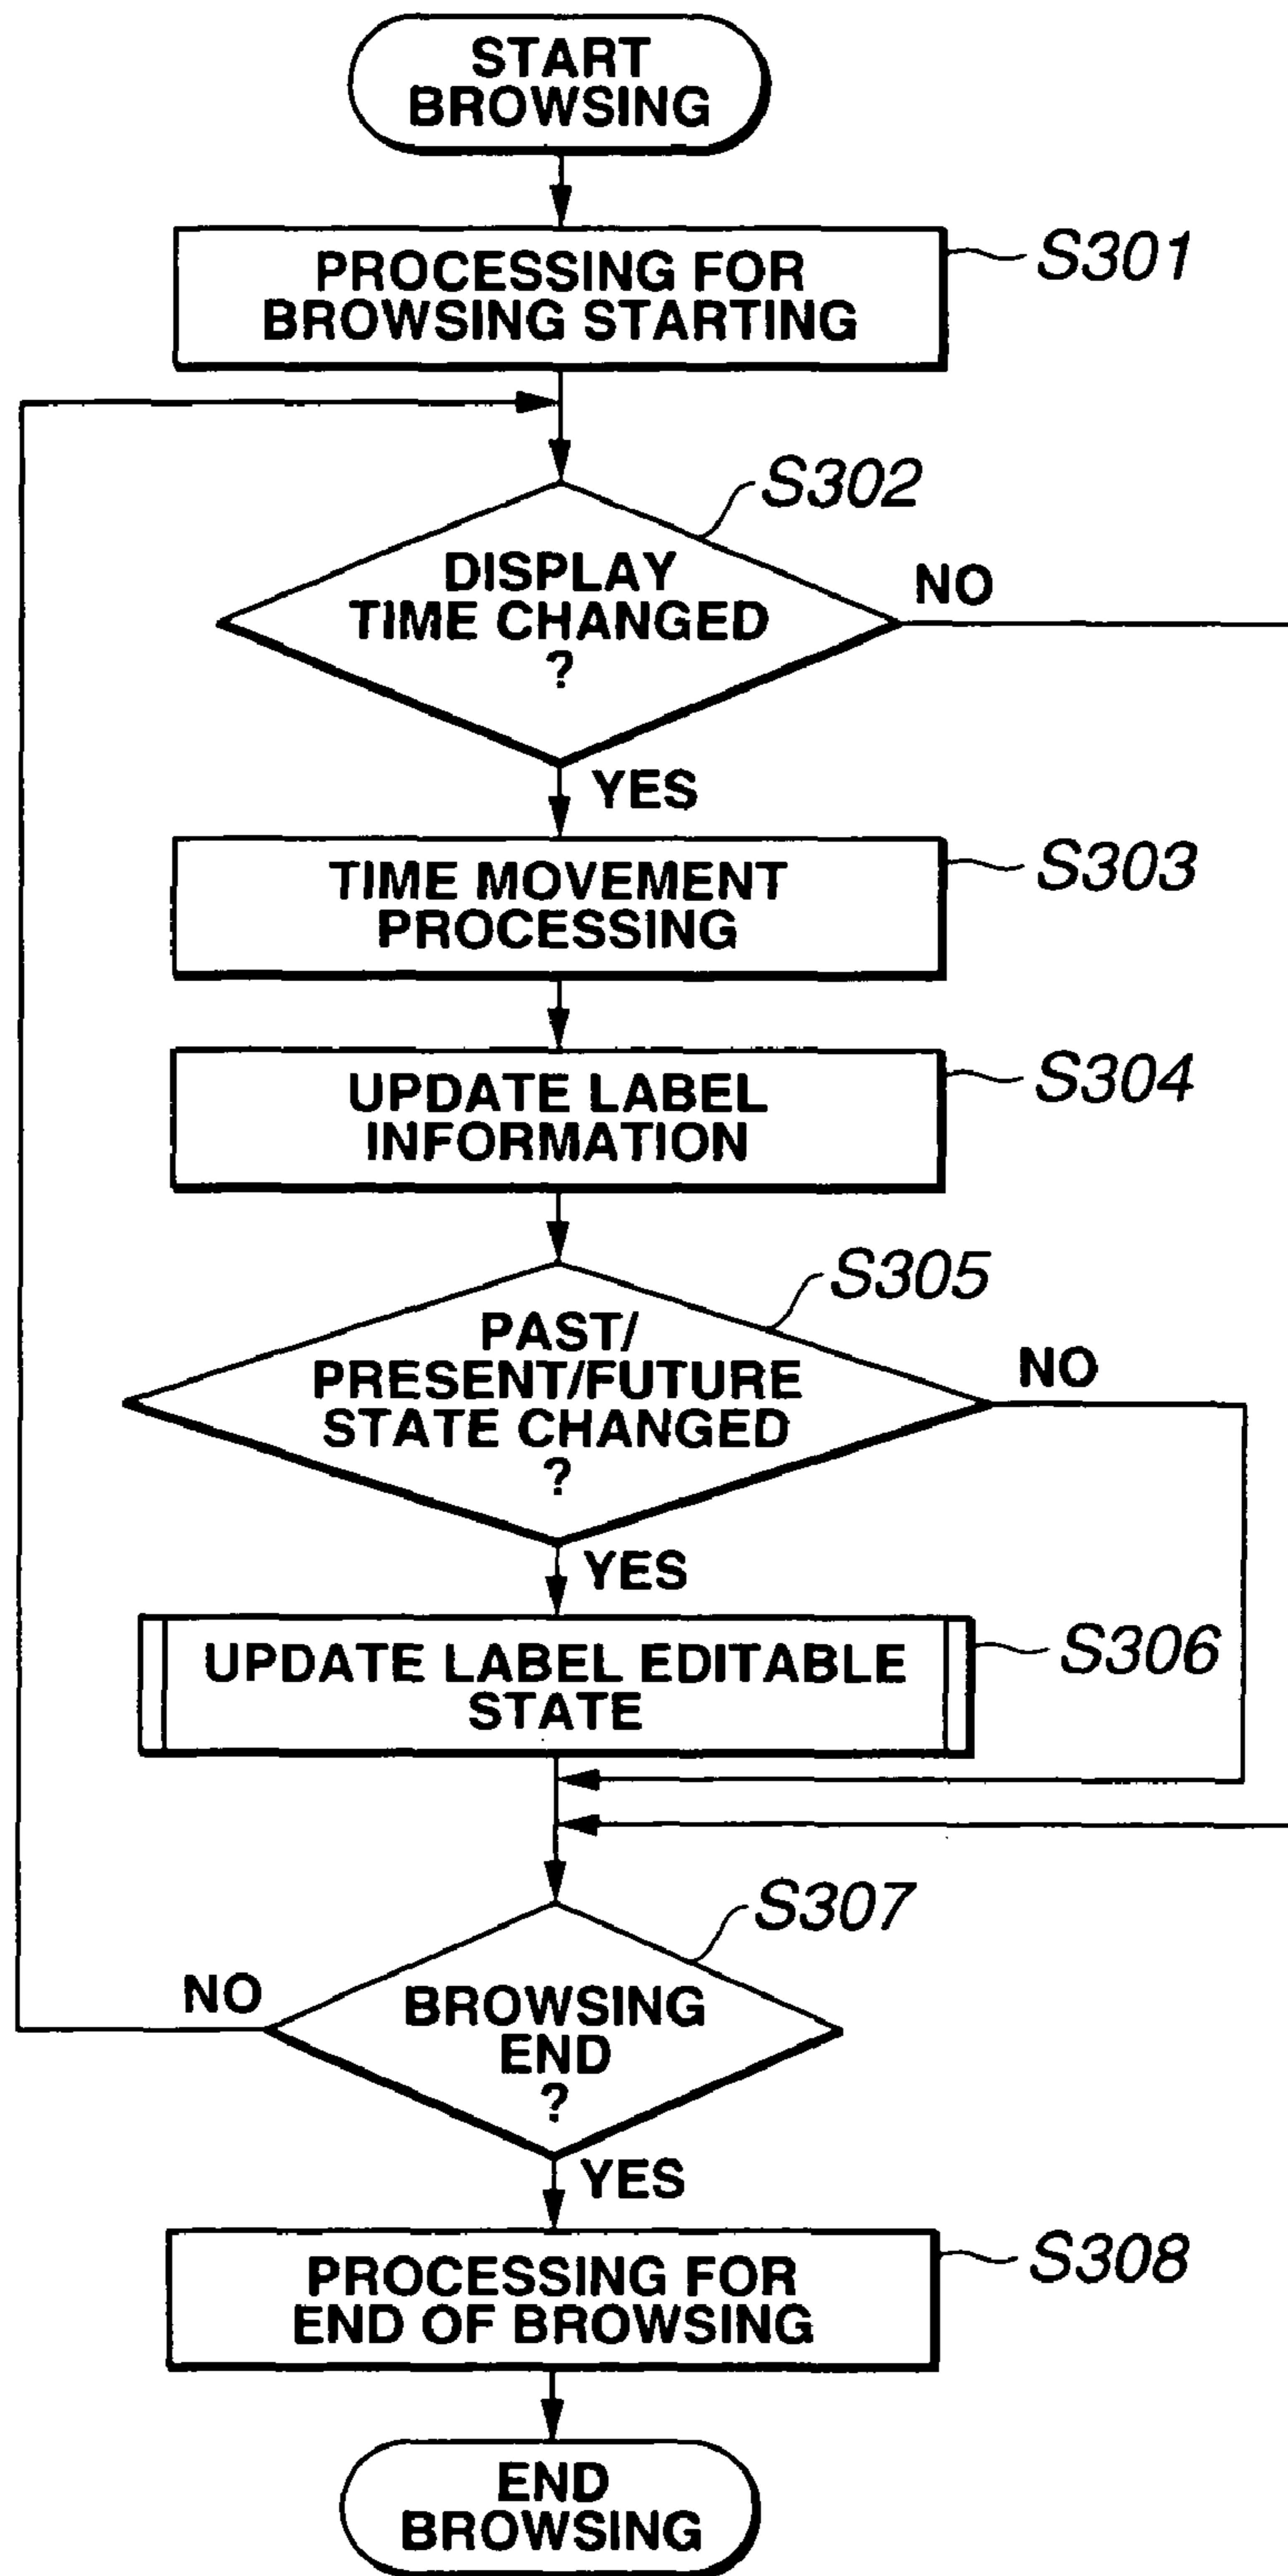 START
BROWSING
PROCESSING FOR
BROWSING STARTING
S301
S302
DISPLAY
TIME CHANGED
?
NO
YES
TIME MOVEMENT
PROCESSING
S303
UPDATE LABEL
INFORMATION
S304
S305
PAST/
PRESENT/FUTURE
STATE CHANGED
?
NO
YES
UPDATE LABEL EDITABLE
STATE
S306
S307
NO
BROWSING
END
?
YES
PROCESSING FOR
END OF BROWSING
S308
END
BROWSING